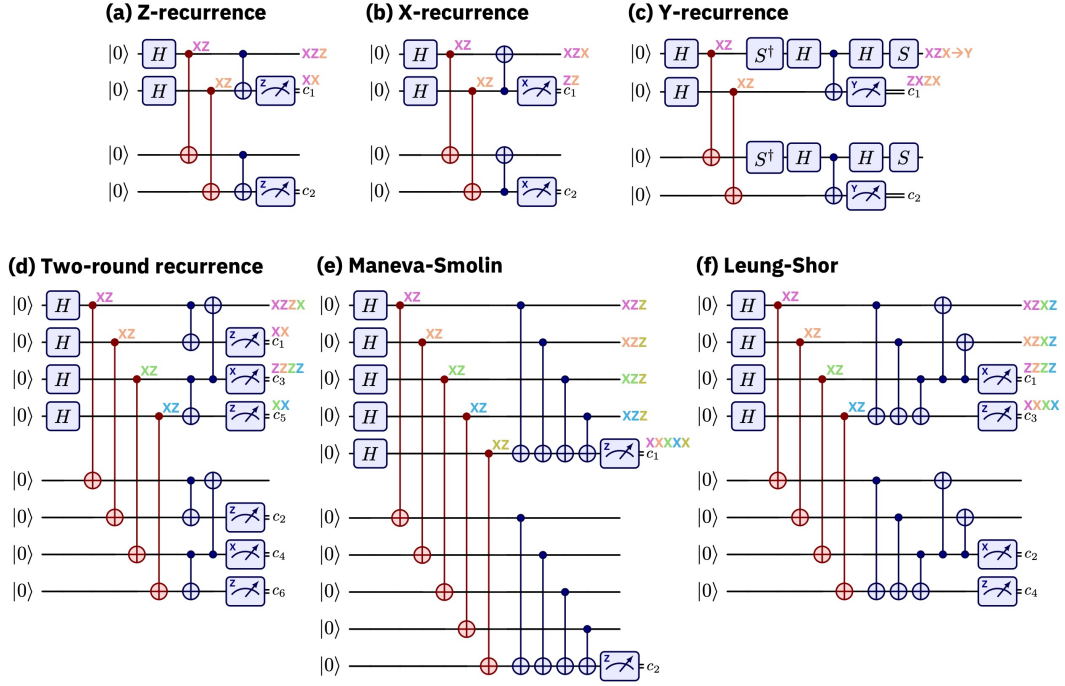 (a) Z-recurrence
|0⟩ H XZ XZZ
|0⟩ H XZ Z XX c₁
|0⟩
|0⟩ Z c₂
(b) X-recurrence
|0⟩ H XZ XZX
|0⟩ H XZ X ZZ c₁
|0⟩
|0⟩ X c₂
(c) Y-recurrence
|0⟩ H XZ S† H H S XZX→Y
|0⟩ H XZ Y ZXZX c₁
|0⟩ S† H H S
|0⟩ Y c₂
(d) Two-round recurrence
|0⟩ H XZ XZZX
|0⟩ H XZ Z XX c₁
|0⟩ H XZ X ZZZZ c₃
|0⟩ H XZ Z XX c₅
|0⟩
|0⟩ Z c₂
|0⟩ X c₄
|0⟩ Z c₆
(e) Maneva-Smolin
|0⟩ H XZ XZZ
|0⟩ H XZ XZZ
|0⟩ H XZ XZZ
|0⟩ H XZ XZZ
|0⟩ H XZ Z XXXXX c₁
|0⟩
|0⟩
|0⟩
|0⟩
|0⟩ Z c₂
(f) Leung-Shor
|0⟩ H XZ XZXZ
|0⟩ H XZ XZXZ
|0⟩ H XZ X ZZZZ c₁
|0⟩ H XZ Z XXXX c₃
|0⟩
|0⟩
|0⟩ X c₂
|0⟩ Z c₄